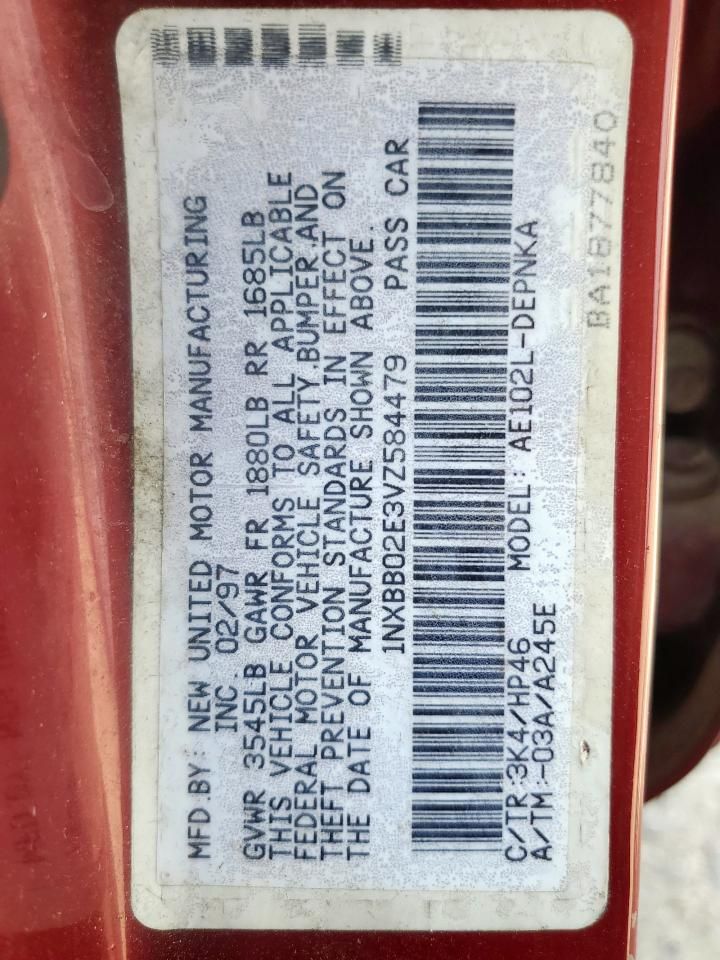 MFD.BY: NEW UNITED MOTOR MANUFACTURING
INC. 02/97
GVWR 3545LB GAWR FR 1880LB RR 1685LB
THIS VEHICLE CONFORMS TO ALL APPLICABLE
FEDERAL MOTOR VEHICLE SAFETY,BUMPER,AND
THEFT PREVENTION STANDARDS IN EFFECT ON
THE DATE OF MANUFACTURE SHOWN ABOVE.
1NXBB02E3VZ584479 PASS CAR
C/TR:3K4/HP46 MODEL: AE102L-DEPNKA
A/TM:-03A/A245E
BA1877840